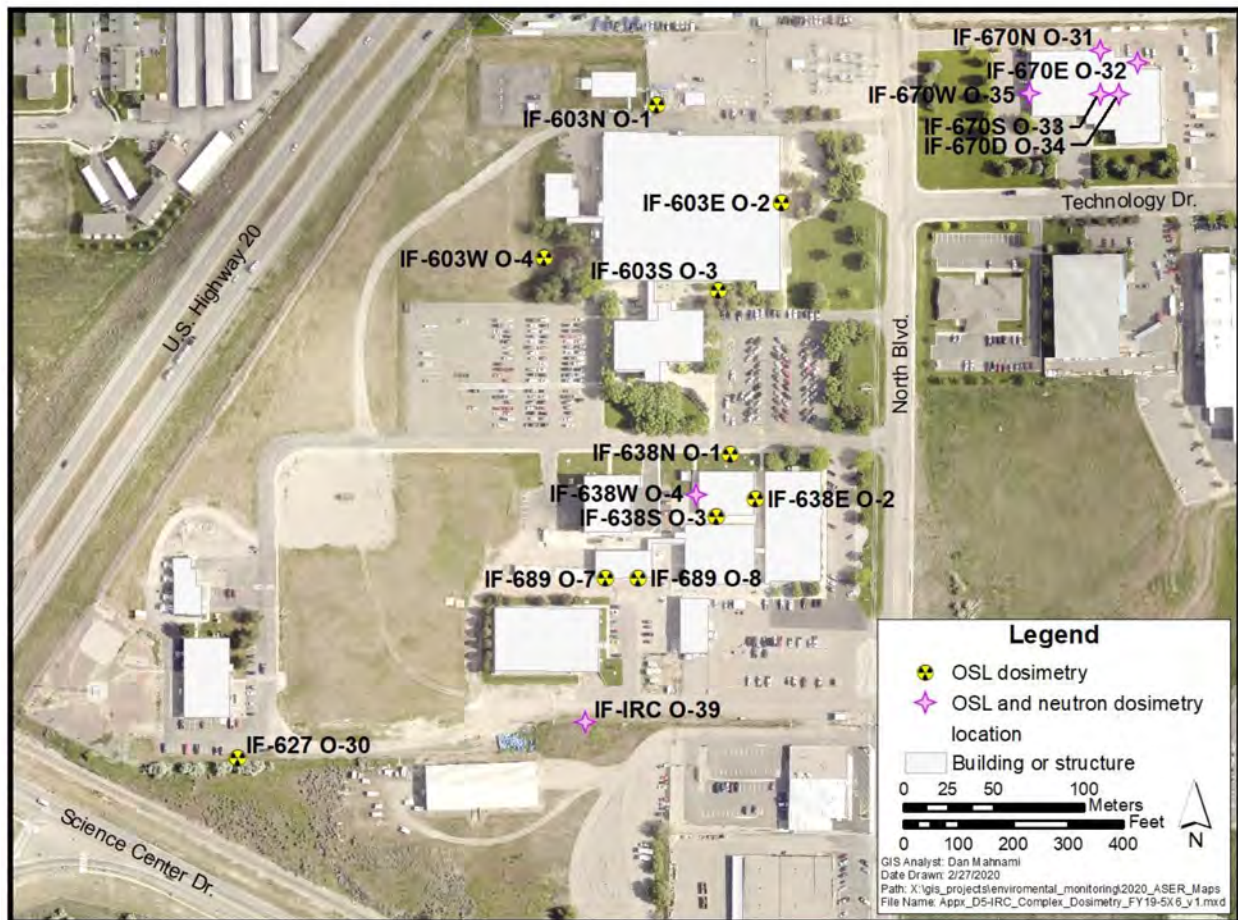 IF-670N O-31
IF-670E O-32
IF-670W O-35
IF-670S O-33
IF-670D O-34
IF-603N O-1
IF-603E O-2
Technology Dr.
IF-603W O-4
IF-603S O-3
U.S. Highway 20
North Blvd.
IF-638N O-1
IF-638W O-4
IF-638E O-2
IF-638S O-3
IF-689 O-7
IF-689 O-8
IF-IRC O-39
IF-627 O-30
Science Center Dr.
Legend
OSL dosimetry
OSL and neutron dosimetry
location
Building or structure
0 25 50 100
Meters
Feet
0 100 200 300 400
N
GIS Analyst: Dan Mahnami
Date Drawn: 2/27/2020
Path: X:\gis_projects\enviromental_monitoring\2020_ASER_Maps
File Name: Appx_D5-IRC_Complex_Dosimetry_FY19-5X6_v1.mxd